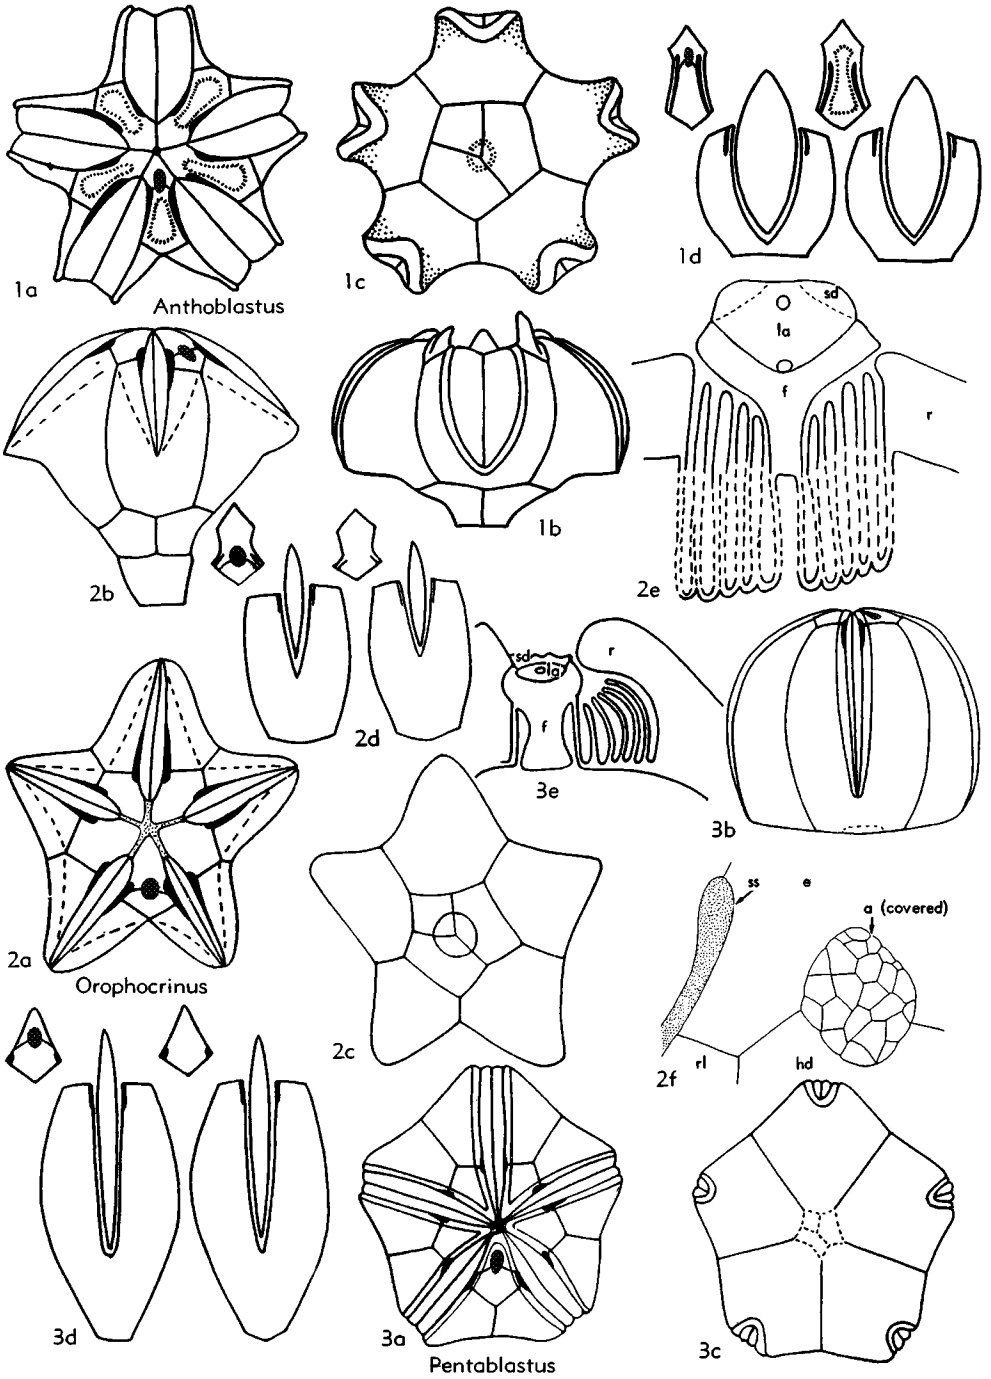 1a
Anthoblastus
1c
1d
sd
la
f
r
2e
2b
1b
2d
sd
la
r
f
3e
3b
2a
Orophocrinus
2c
ss
e
a (covered)
rl
hd
2f
3d
3a
Pentablastus
3c